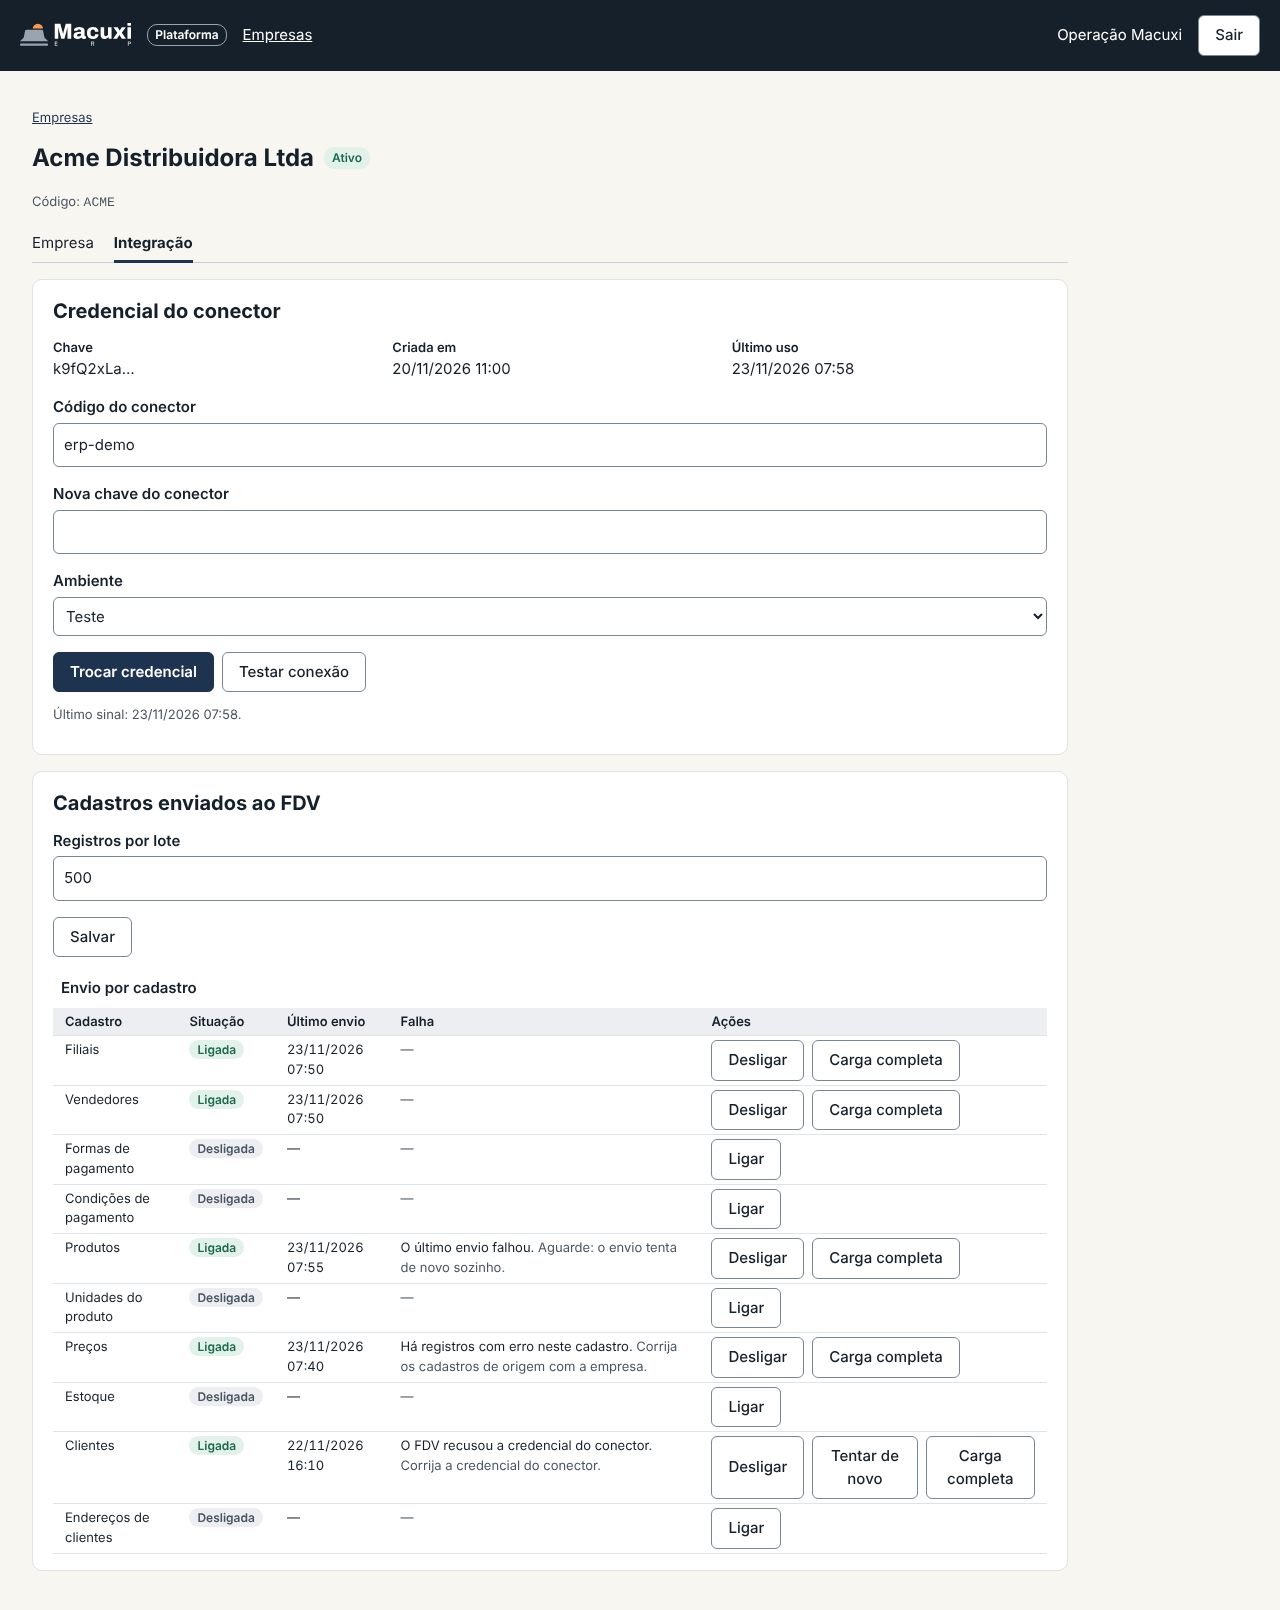 Macuxi
E R P
Plataforma
Empresas
Operação Macuxi
Sair
Empresas
Acme Distribuidora Ltda
Ativo
Código: ACME
Empresa
Integração
Credencial do conector
Chave
Criada em
Último uso
k9fQ2xLa…
20/11/2026 11:00
23/11/2026 07:58
Código do conector
erp-demo
Nova chave do conector
Ambiente
Teste
Trocar credencial
Testar conexão
Último sinal: 23/11/2026 07:58.
Cadastros enviados ao FDV
Registros por lote
500
Salvar
Envio por cadastro
Cadastro Situação Último envio Falha Ações
Filiais Ligada 23/11/2026 — Desligar Carga completa
07:50
Vendedores Ligada 23/11/2026 — Desligar Carga completa
07:50
Formas de Desligada — — Ligar
pagamento
Condições de Desligada — — Ligar
pagamento
Produtos Ligada 23/11/2026 O último envio falhou. Aguarde: o envio tenta Desligar Carga completa
07:55 de novo sozinho.
Unidades do Desligada — — Ligar
produto
Preços Ligada 23/11/2026 Há registros com erro neste cadastro. Corrija Desligar Carga completa
07:40 os cadastros de origem com a empresa.
Estoque Desligada — — Ligar
Clientes Ligada 22/11/2026 O FDV recusou a credencial do conector. Desligar Tentar de Carga
16:10 Corrija a credencial do conector. novo completa
Endereços de Desligada — — Ligar
clientes